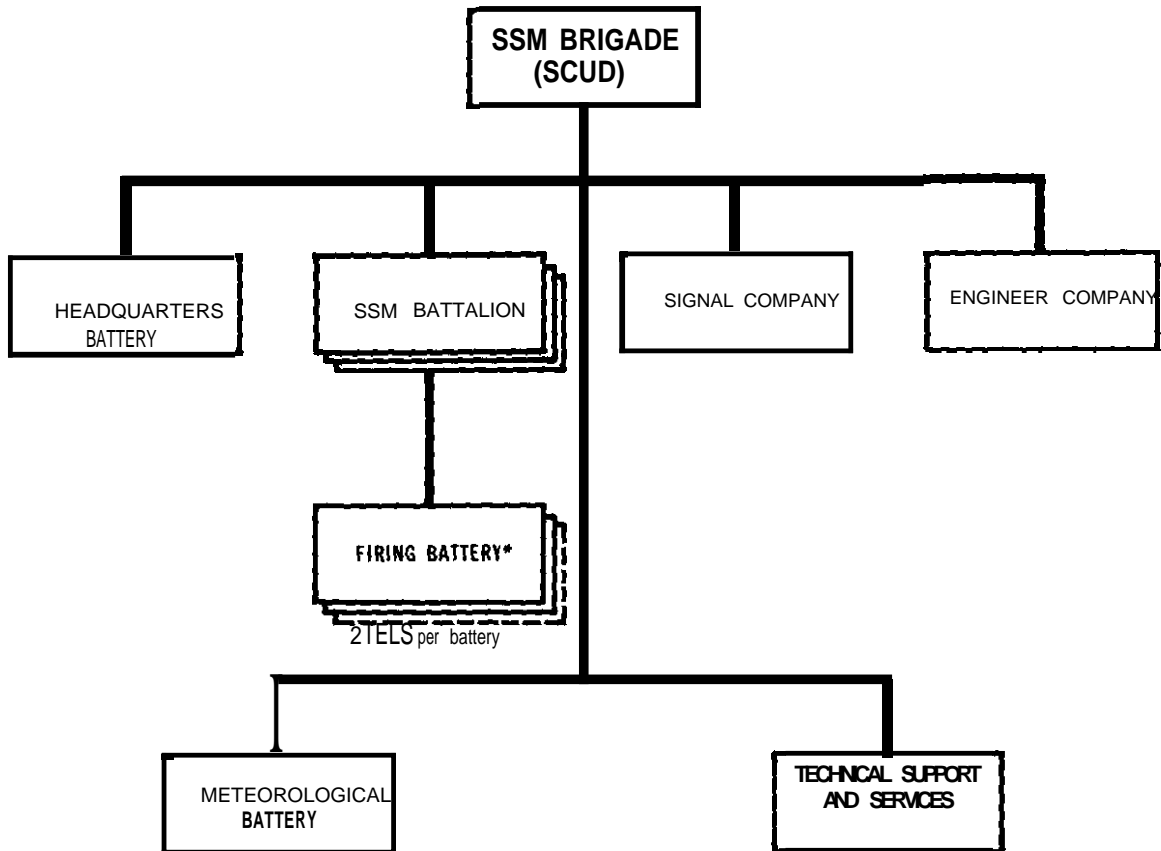 SSM BRIGADE
(SCUD)
HEADQUARTERS
BATTERY
SSM BATTALION
SIGNAL COMPANY
ENGINEER COMPANY
FIRING BATTERY*
2TELS per battery
METEOROLOGICAL
BATTERY
TECHNICAL SUPPORT
AND SERVICES